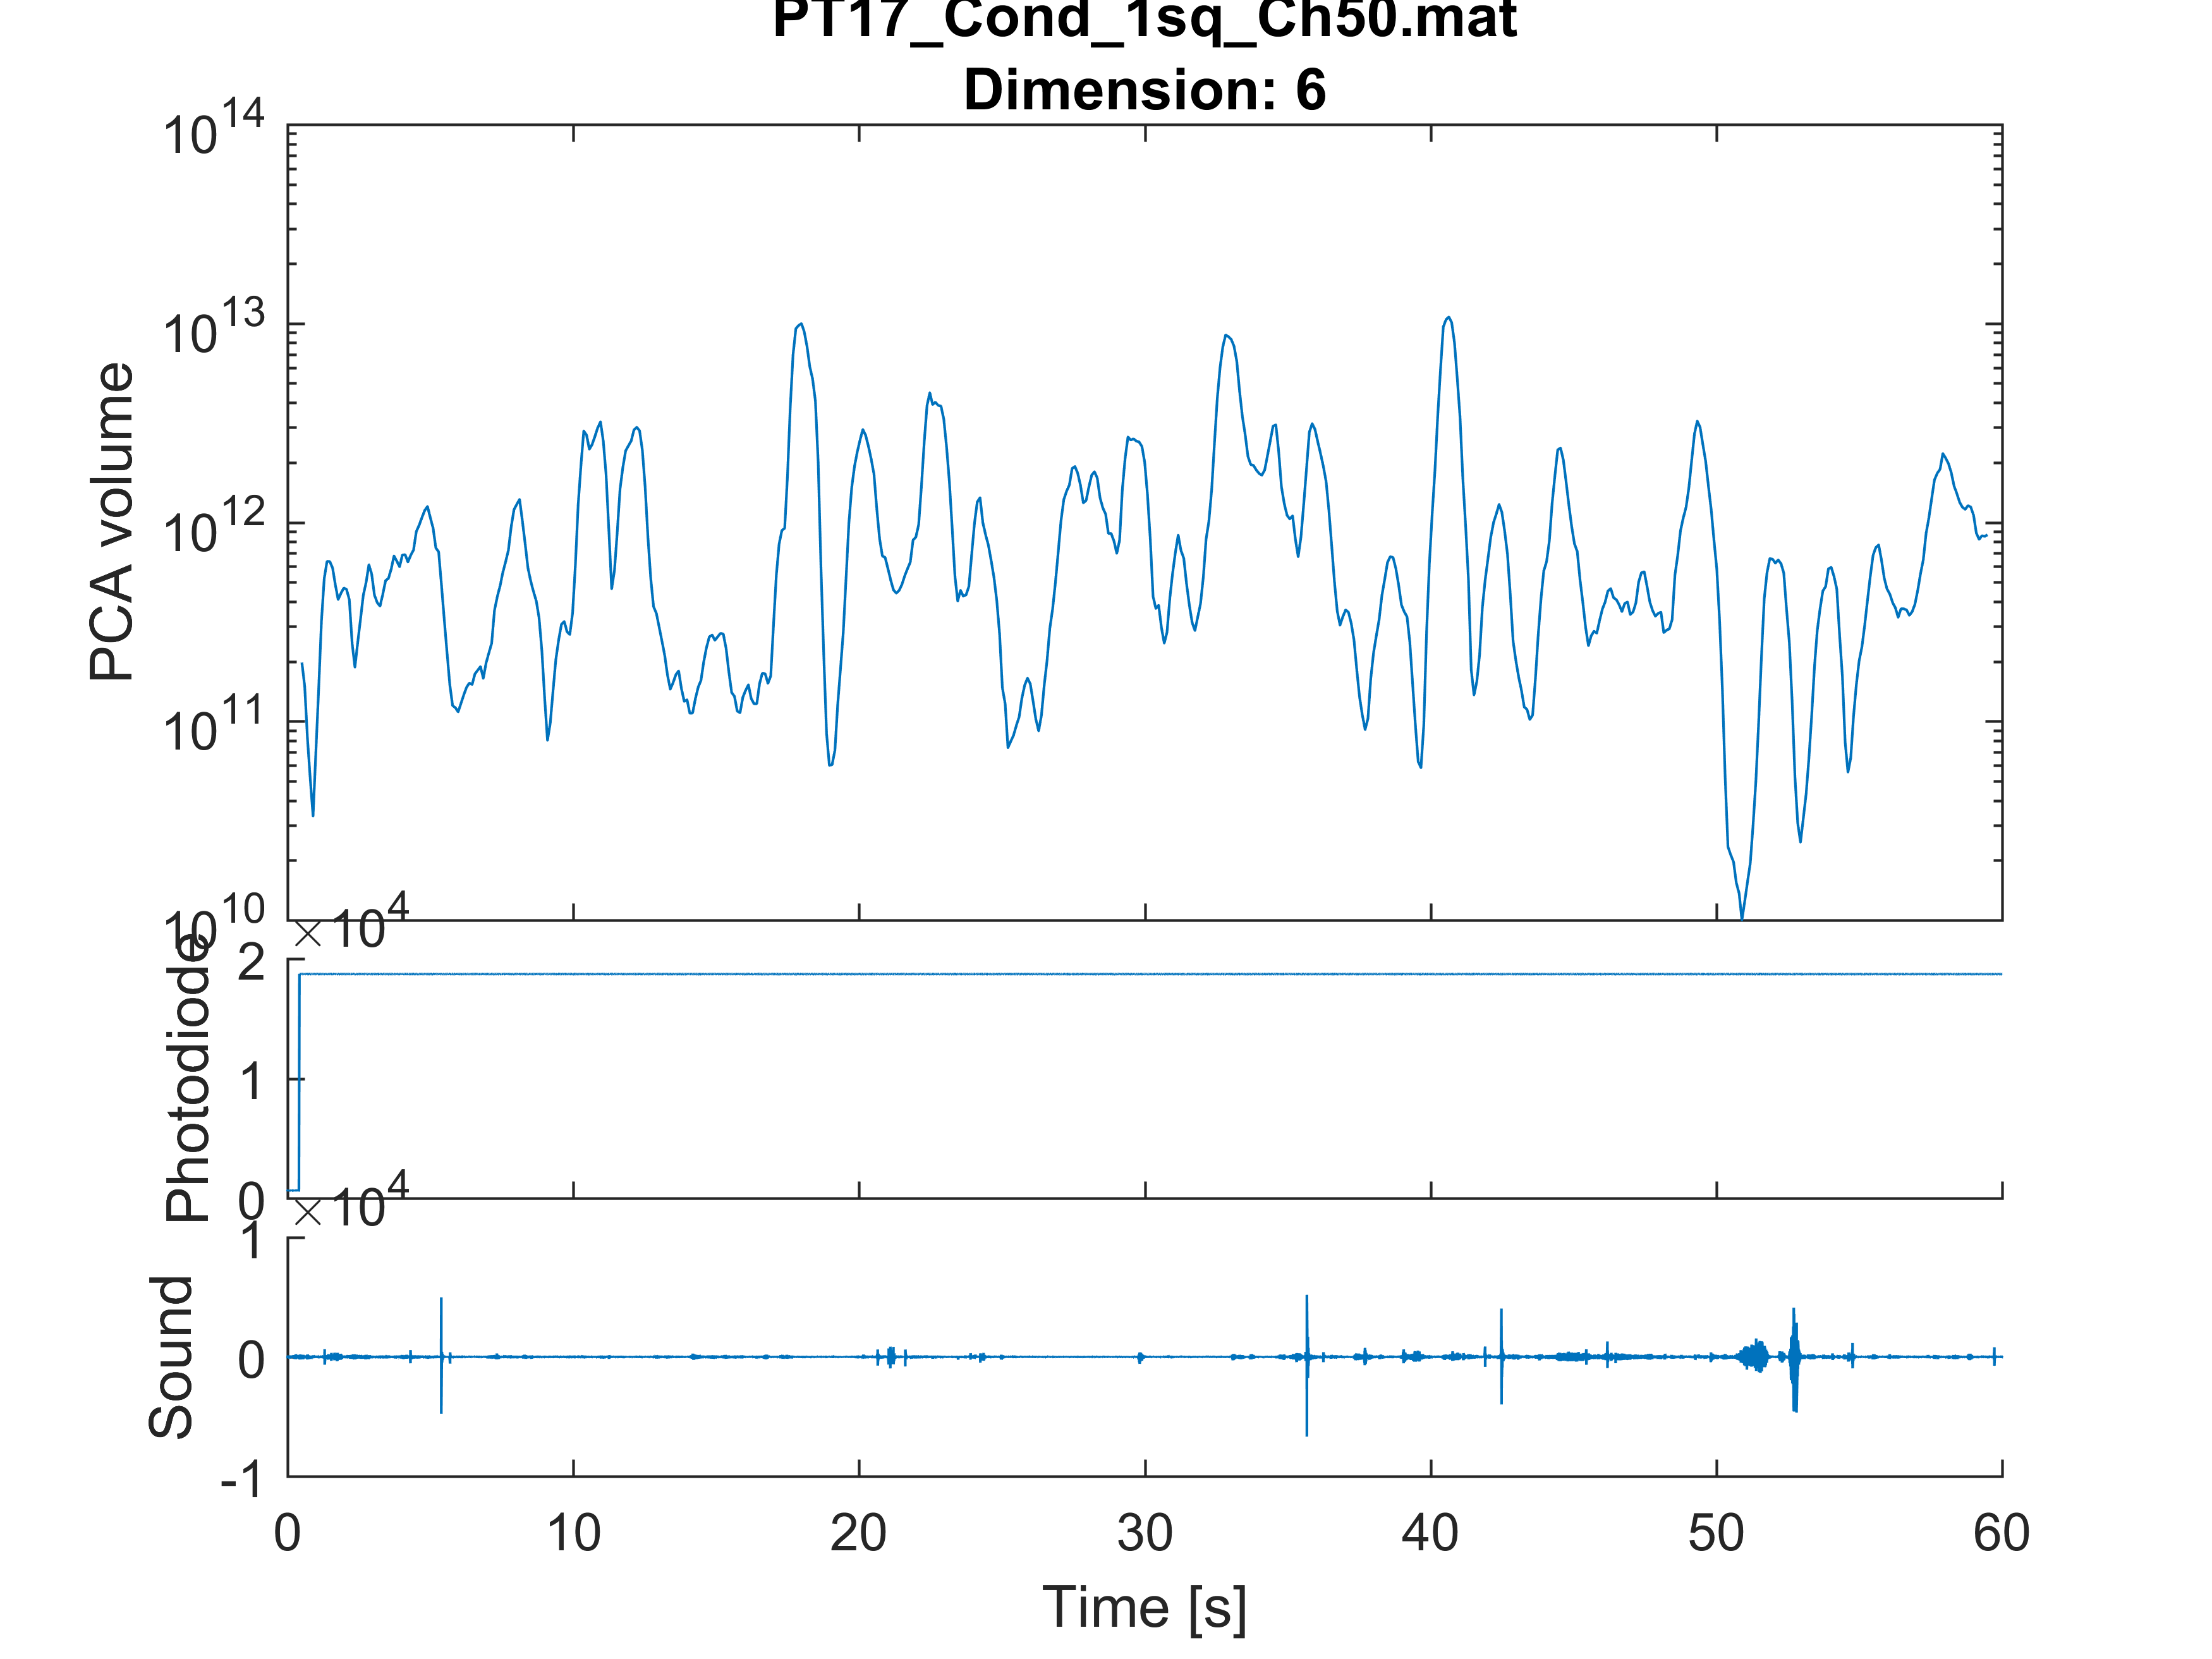 PT17_Cond_1sq_Ch50.mat
Dimension: 6
10^14
10^13
10^12
10^11
10^10
PCA volume
×10^4
2
1
0
Photodiode
×10^4
1
0
-1
Sound
0 10 20 30 40 50 60
Time [s]